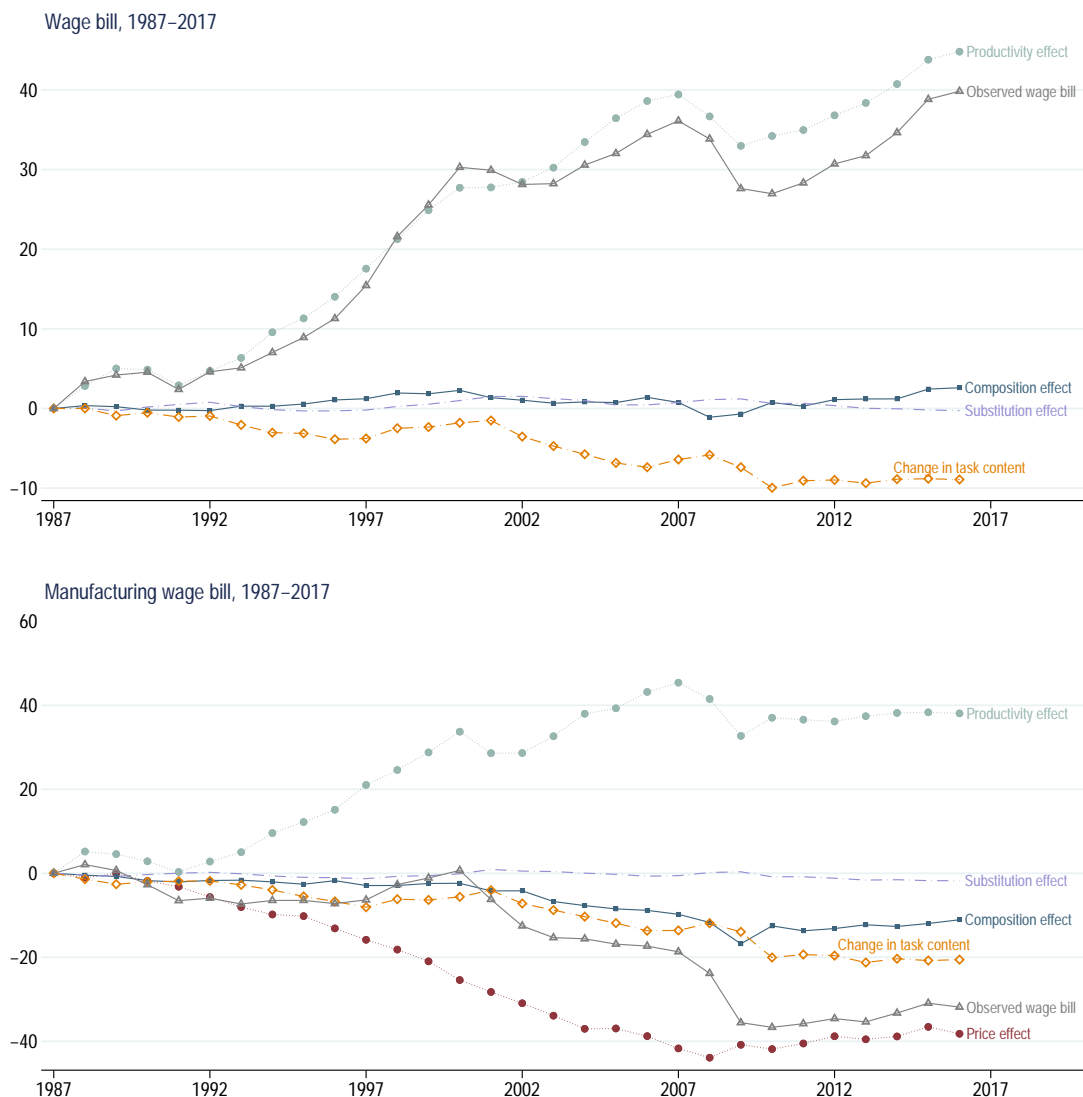 Wage bill, 1987–2017
Productivity effect
40
Observed wage bill
30
20
10
Composition effect
0
Substitution effect
Change in task content
−10
1987 1992 1997 2002 2007 2012 2017
Manufacturing wage bill, 1987–2017
60
40
Productivity effect
20
0
Substitution effect
Composition effect
Change in task content
−20
Observed wage bill
Price effect
−40
1987 1992 1997 2002 2007 2012 2017